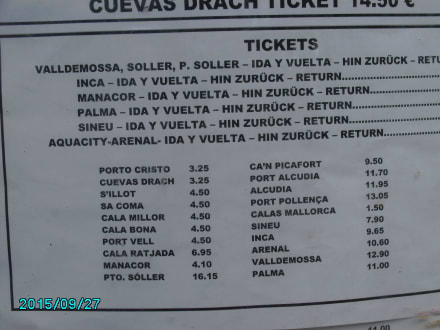 CUEVAS DRACH TICKET 14.50 €
TICKETS
VALLDEMOSSA, SOLLER, P. SOLLER – IDA Y VUELTA – HIN ZURÜCK – RETU
INCA – IDA Y VUELTA – HIN ZURÜCK – RETURN
MANACOR – IDA Y VUELTA – HIN ZURÜCK – RETURN
PALMA – IDA Y VUELTA – HIN ZURÜCK – RETURN
SINEU – IDA Y VUELTA – HIN ZURÜCK – RETURN
AQUACITY-ARENAL- IDA Y VUELTA – HIN ZURÜCK – RETURN
PORTO CRISTO 3.25
CUEVAS DRACH 3.25
S'ILLOT 4.50
SA COMA 4.50
CALA MILLOR 4.50
CALA BONA 4.50
PORT VELL 4.50
CALA RATJADA 6.95
MANACOR 4.10
PTO. SÓLLER 16.15
CA'N PICAFORT 9.50
PORT ALCUDIA 11.70
ALCUDIA 11.95
PORT POLLENÇA 13.05
CALAS MALLORCA 1.50
SINEU 7.90
INCA 9.65
ARENAL 10.60
VALLDEMOSSA 12.90
PALMA 11.00
11.00
2015/09/27